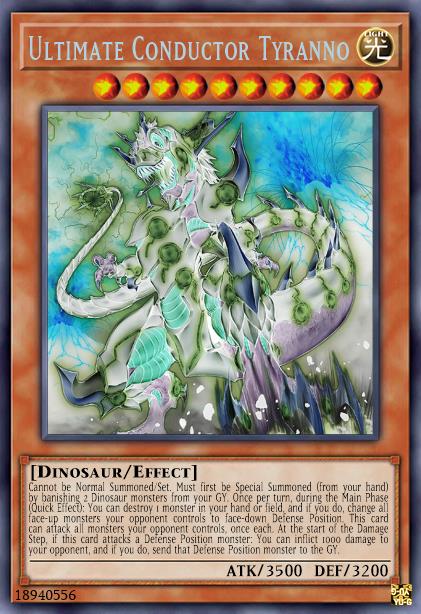 ULTIMATE CONDUCTOR TYRANNO
LIGHT
光
[DINOSAUR/EFFECT]
Cannot be Normal Summoned/Set. Must first be Special Summoned (from your hand)
by banishing 2 Dinosaur monsters from your GY. Once per turn, during the Main Phase
(Quick Effect): You can destroy 1 monster in your hand or field, and if you do, change all
face-up monsters your opponent controls to face-down Defense Position. This card
can attack all monsters your opponent controls, once each. At the start of the Damage
Step, if this card attacks a Defense Position monster: You can inflict 1000 damage to
your opponent, and if you do, send that Defense Position monster to the GY.
ATK/3500 DEF/3200
18940556